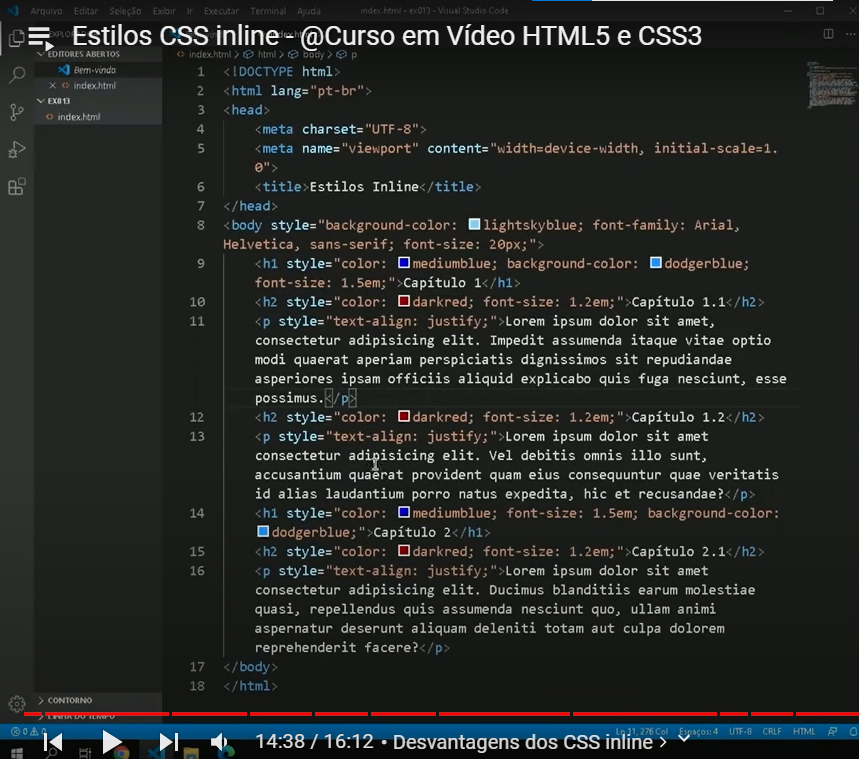 Arquivo Editar Seleção Exibir Ir Executar Terminal Ajuda index.html - ex013 - Visual Studio Code
Estilos CSS inline - @Curso em Vídeo HTML5 e CSS3
EDITORES ABERTOS
Bem-vindo
index.html
EX013
index.html
index.html > html > body > p
1 <!DOCTYPE html>
2 <html lang="pt-br">
3 <head>
4 <meta charset="UTF-8">
5 <meta name="viewport" content="width=device-width, initial-scale=1.
0">
6 <title>Estilos Inline</title>
7 </head>
8 <body style="background-color: lightskyblue; font-family: Arial,
Helvetica, sans-serif; font-size: 20px;">
9 <h1 style="color: mediumblue; background-color: dodgerblue;
font-size: 1.5em;">Capítulo 1</h1>
10 <h2 style="color: darkred; font-size: 1.2em;">Capítulo 1.1</h2>
11 <p style="text-align: justify;">Lorem ipsum dolor sit amet,
consectetur adipisicing elit. Impedit assumenda itaque vitae optio
modi quaerat aperiam perspiciatis dignissimos sit repudiandae
asperiores ipsam officiis aliquid explicabo quis fuga nesciunt, esse
possimus.</p>
12 <h2 style="color: darkred; font-size: 1.2em;">Capítulo 1.2</h2>
13 <p style="text-align: justify;">Lorem ipsum dolor sit amet
consectetur adipisicing elit. Vel debitis omnis illo sunt,
accusantium quaerat provident quam eius consequuntur quae veritatis
id alias laudantium porro natus expedita, hic et recusandae?</p>
14 <h1 style="color: mediumblue; font-size: 1.5em; background-color:
dodgerblue;">Capítulo 2</h1>
15 <h2 style="color: darkred; font-size: 1.2em;">Capítulo 2.1</h2>
16 <p style="text-align: justify;">Lorem ipsum dolor sit amet
consectetur adipisicing elit. Ducimus blanditiis earum molestiae
quasi, repellendus quis assumenda nesciunt quo, ullam animi
aspernatur deserunt aliquam deleniti totam aut culpa dolorem
reprehenderit facere?</p>
17 </body>
18 </html>
CONTORNO
LINHA DO TEMPO
0 0 Ln 11, 276 Col Espaços: 4 UTF-8 CRLF HTML
14:38 / 16:12 • Desvantagens dos CSS inline >